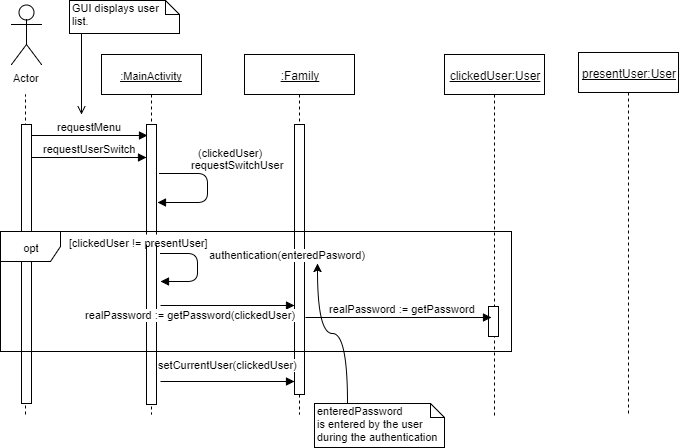 GUI displays user
list.
Actor
:MainActivity
:Family
clickedUser:User
presentUser:User
requestMenu
requestUserSwitch
(clickedUser)
requestSwitchUser
opt
[clickedUser != presentUser]
authentication(enteredPasword)
realPassword := getPassword(clickedUser)
realPassword := getPassword
setCurrentUser(clickedUser)
enteredPassword
is entered by the user
during the authentication